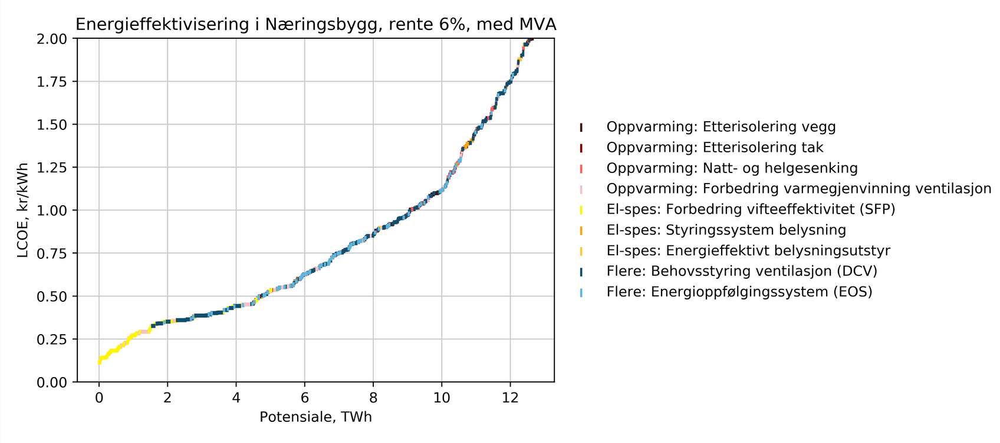 Energieffektivisering i Næringsbygg, rente 6%, med MVA
2.00
1.75
1.50
1.25
1.00
0.75
0.50
0.25
0.00
LCOE, kr/kWh
0 2 4 6 8 10 12
Potensiale, TWh
Oppvarming: Etterisolering vegg
Oppvarming: Etterisolering tak
Oppvarming: Natt- og helgesenking
Oppvarming: Forbedring varmegjenvinning ventilasjon
El-spes: Forbedring vifteeffektivitet (SFP)
El-spes: Styringssystem belysning
El-spes: Energieffektivt belysningsutstyr
Flere: Behovsstyring ventilasjon (DCV)
Flere: Energioppfølgingssystem (EOS)